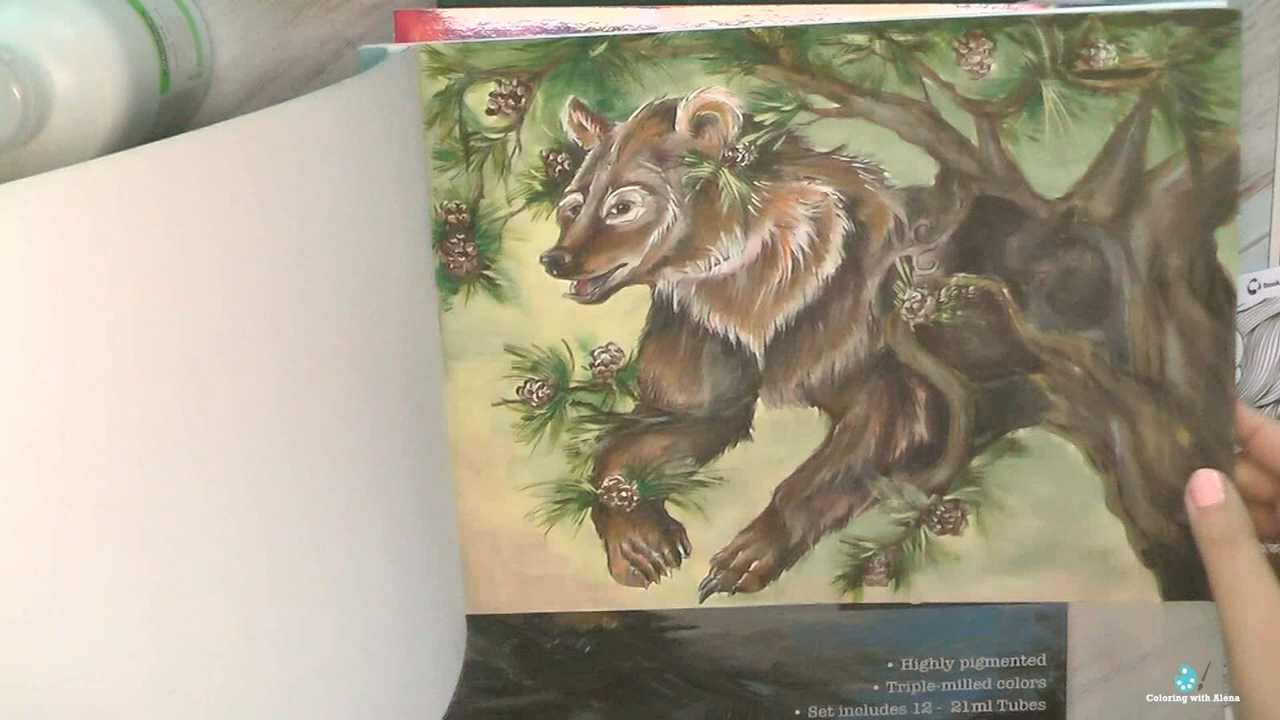 • Highly pigmented
• Triple-milled colors
• Set includes 12 - 21ml Tubes
Coloring with Alena